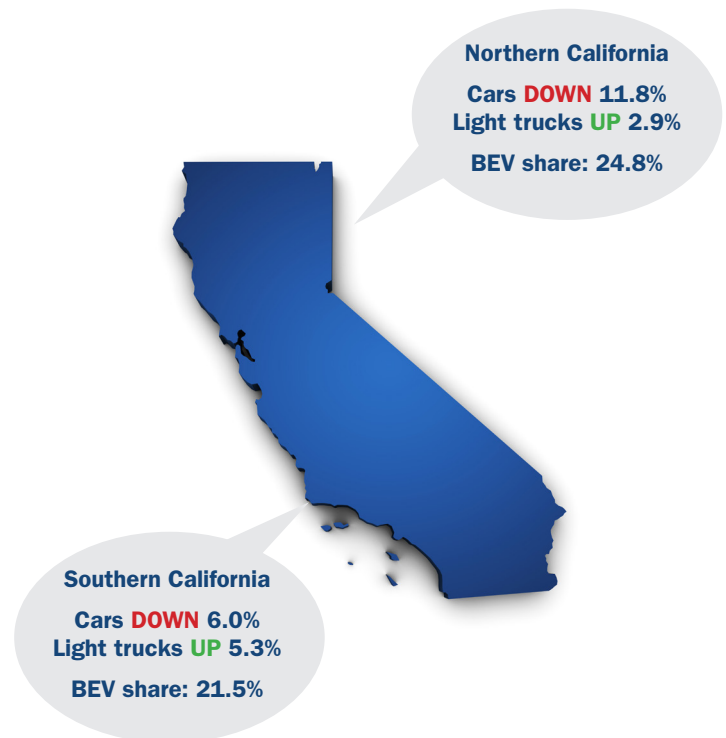 Northern California
Cars DOWN 11.8%
Light trucks UP 2.9%
BEV share: 24.8%
Southern California
Cars DOWN 6.0%
Light trucks UP 5.3%
BEV share: 21.5%